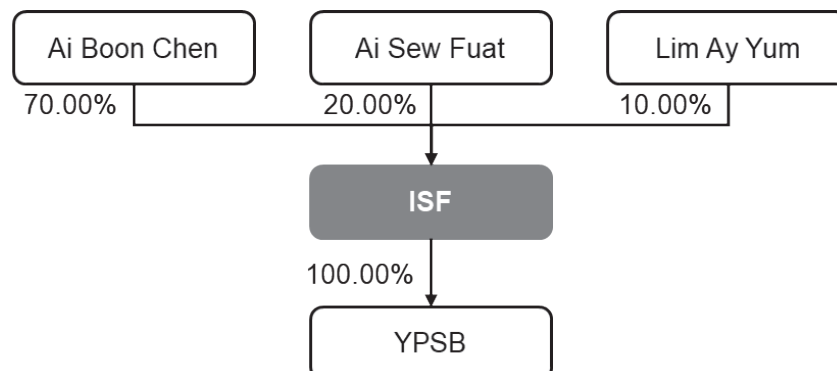 Ai Boon Chen
Ai Sew Fuat
Lim Ay Yum
70.00%
20.00%
10.00%
ISF
100.00%
YPSB